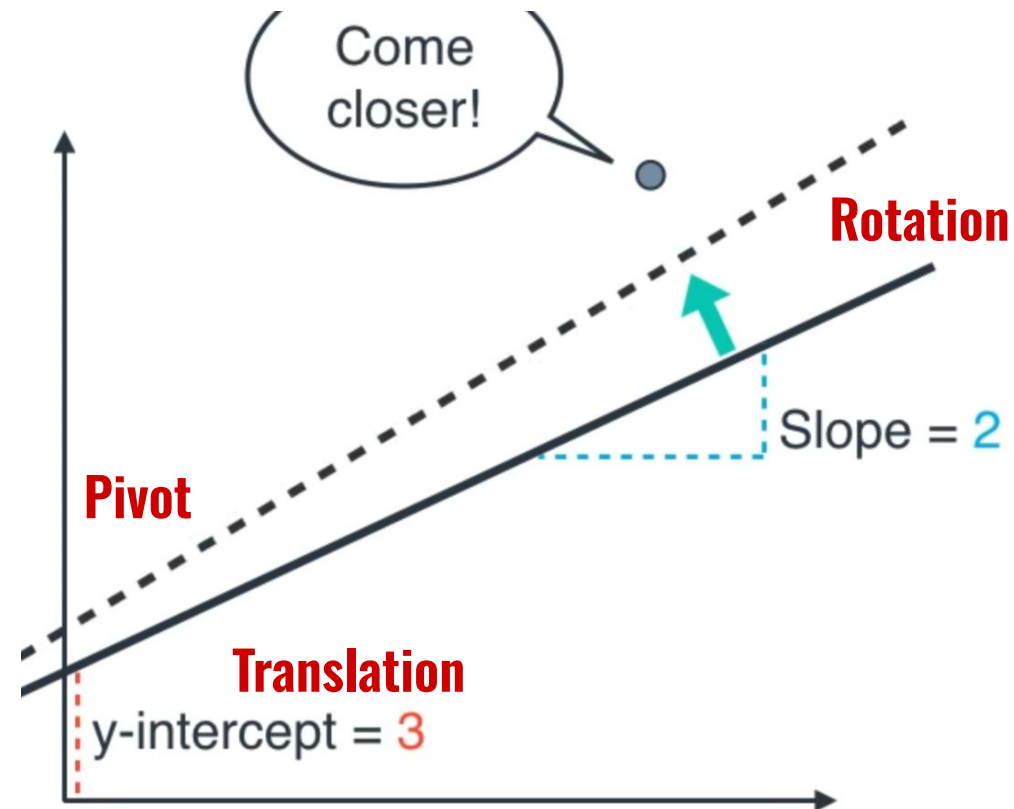 Come
closer!
Rotation
Slope = 2
Pivot
Translation
y-intercept = 3